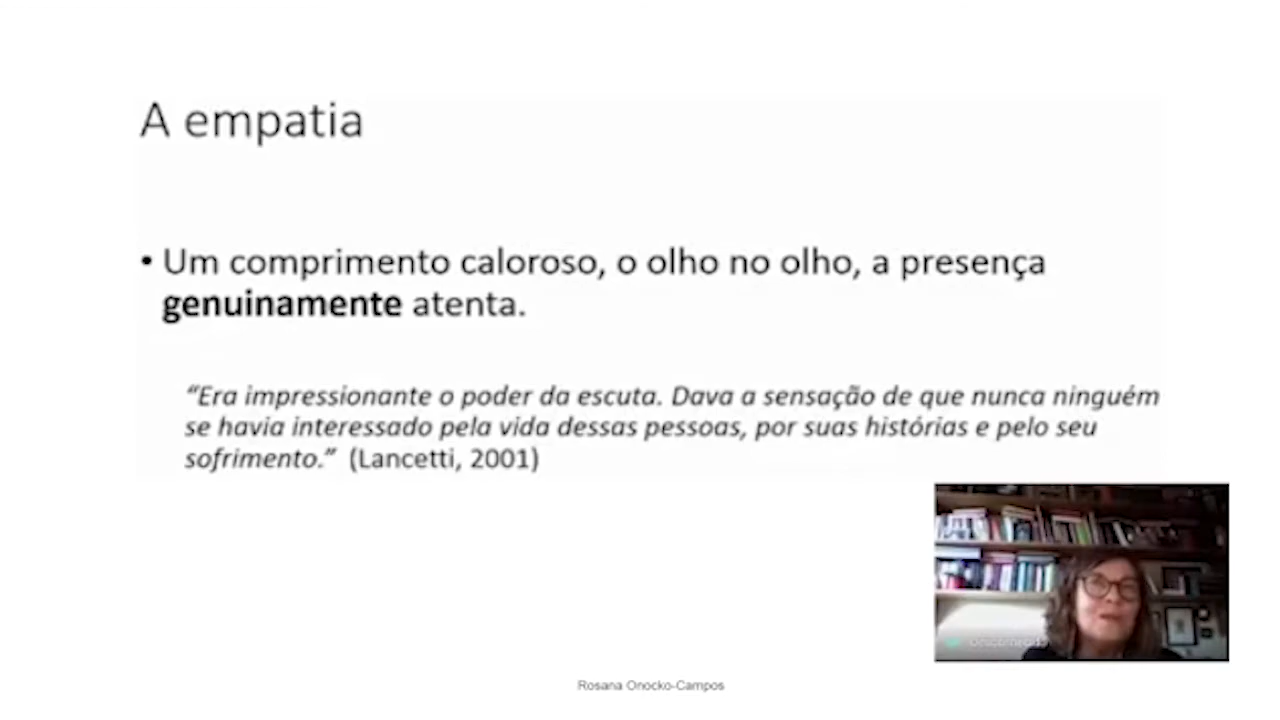 A empatia
• Um comprimento caloroso, o olho no olho, a presença
genuinamente atenta.
“Era impressionante o poder da escuta. Dava a sensação de que nunca ninguém
se havia interessado pela vida dessas pessoas, por suas histórias e pelo seu
sofrimento.” (Lancetti, 2001)
Rosana Onocko-Campos